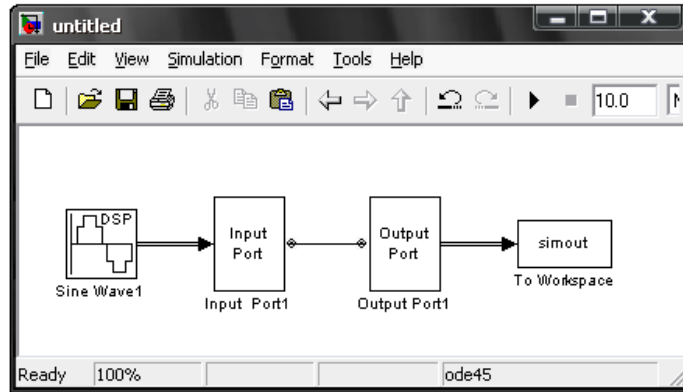 untitled
File Edit View Simulation Format Tools Help
10.0
DSP
Sine Wave1
Input
Port
Input Port1
Output
Port
Output Port1
simout
To Workspace
Ready 100% ode45